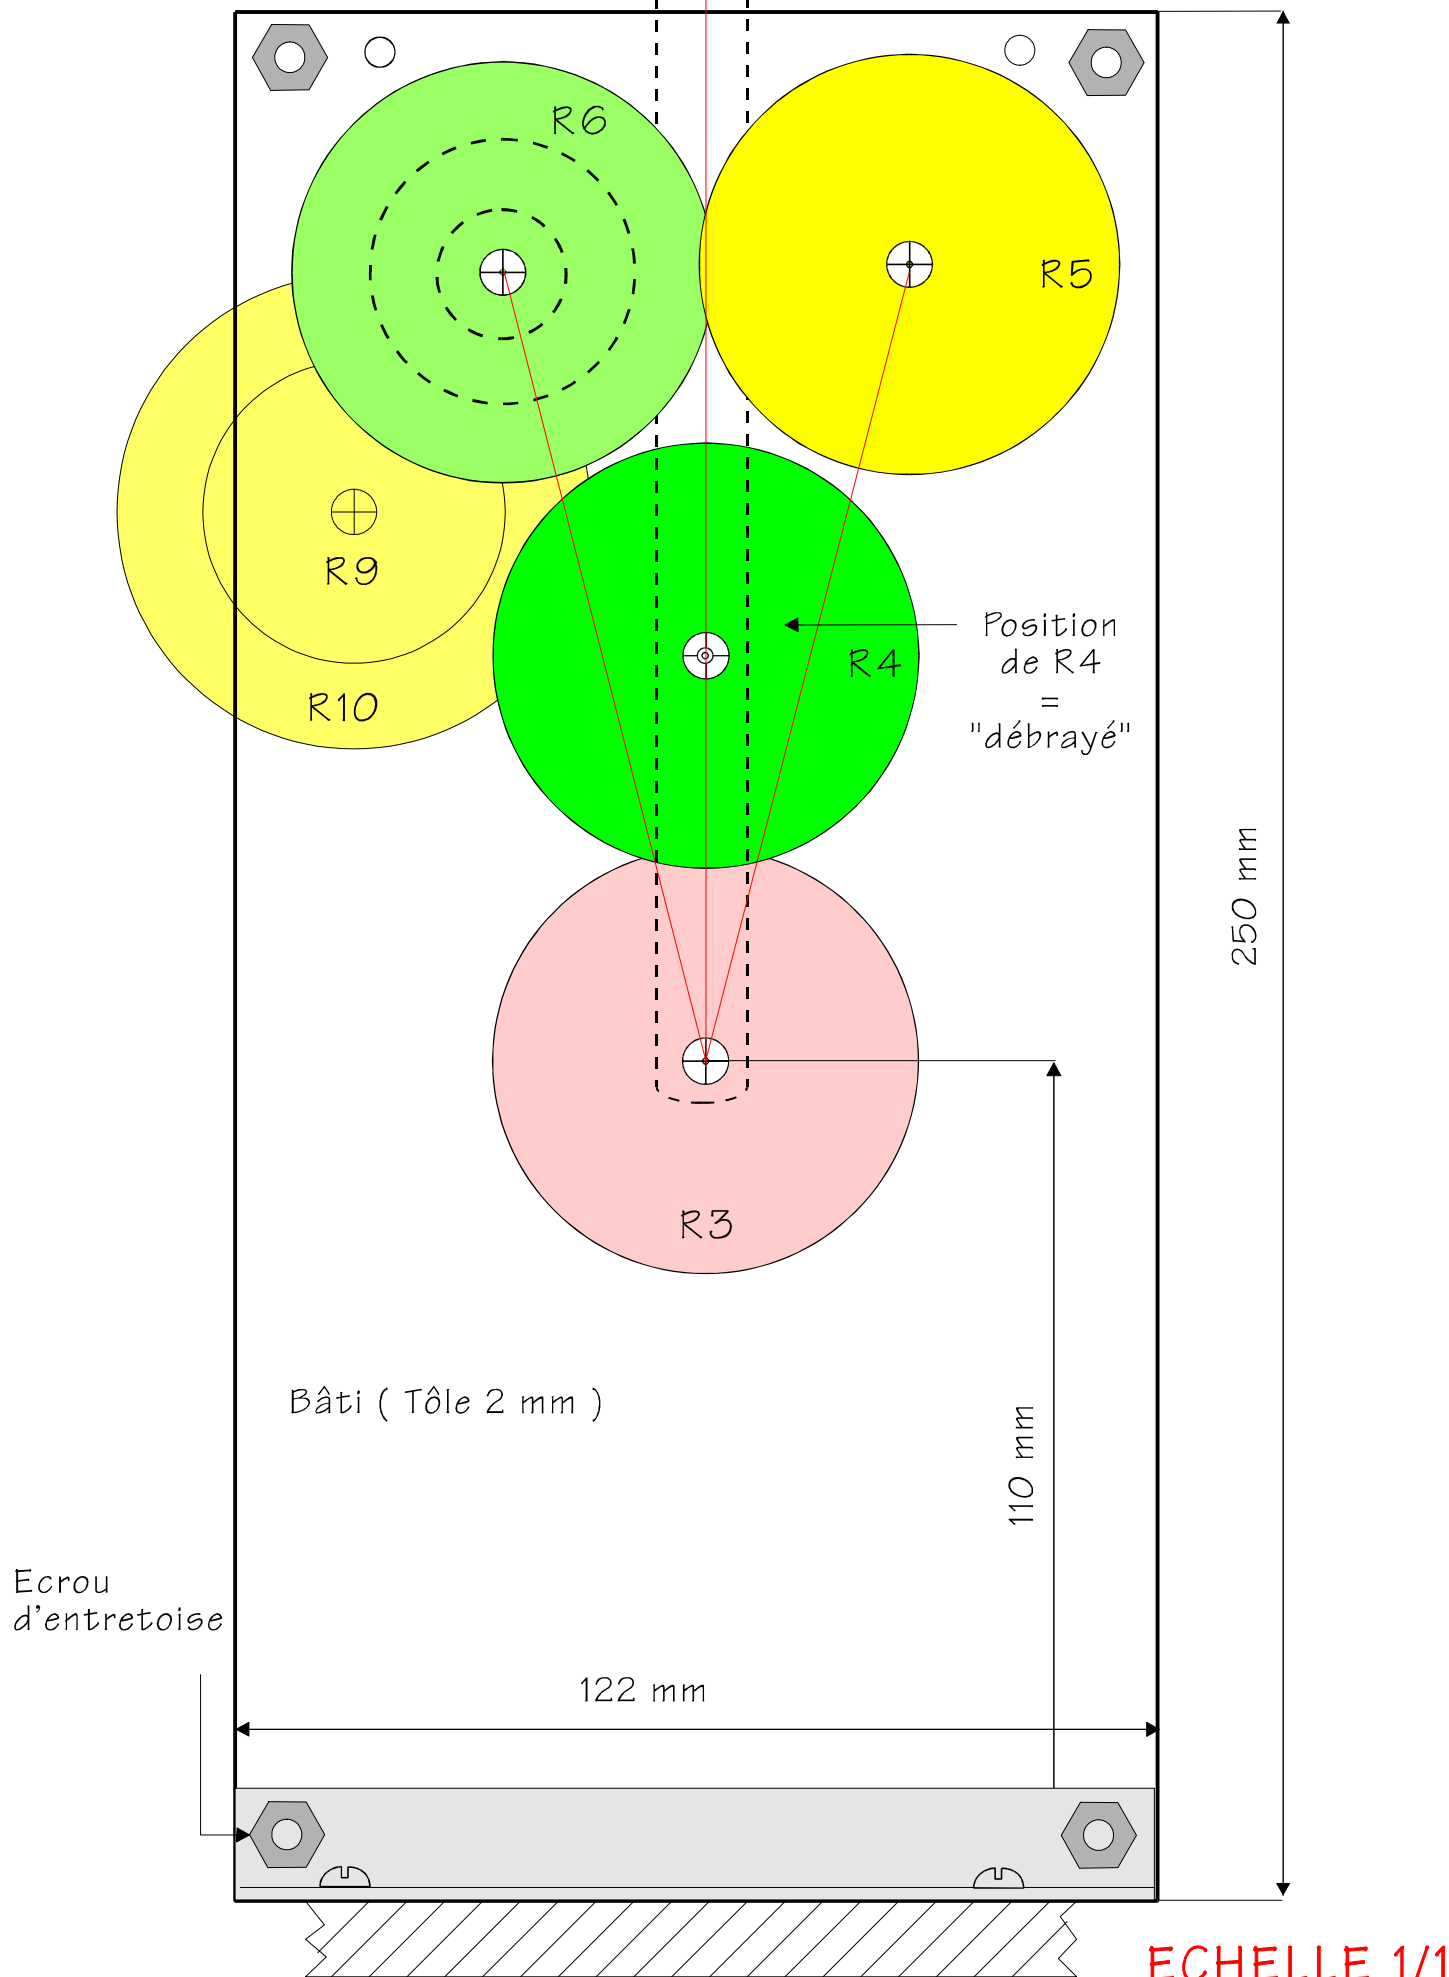 R6
R5
R9
R10
R4
Position
de R4
=
"débrayé"
250 mm
R3
Bâti ( Tôle 2 mm )
110 mm
Ecrou
d'entretoise
122 mm
ECHELLE 1/1